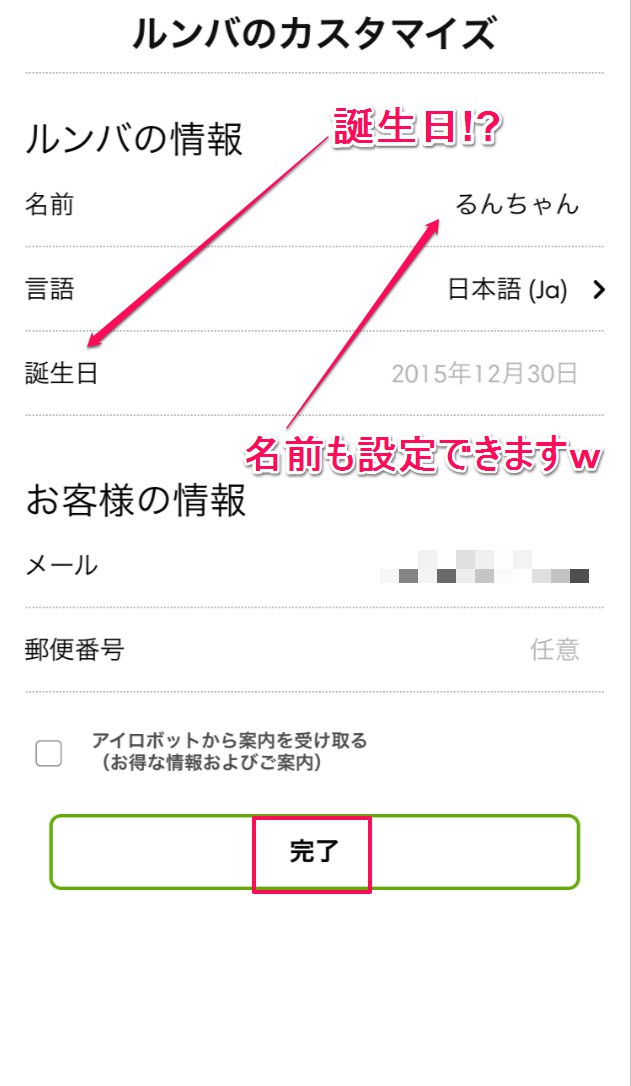 ルンバのカスタマイズ
誕生日!?
ルンバの情報
名前 るんちゃん
言語 日本語 (Ja)
誕生日 2015年12月30日
名前も設定できますw
お客様の情報
メール
郵便番号 任意
アイロボットから案内を受け取る
（お得な情報およびご案内）
完了